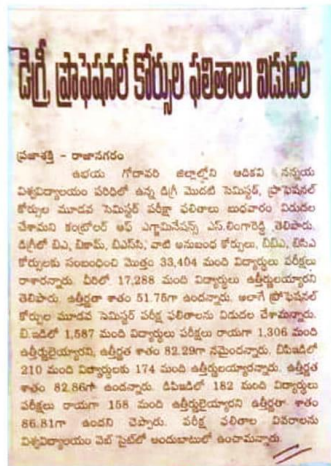 డిగ్రీ, ప్రొఫెషనల్ కోర్సుల ఫలితాలు విడుదల
ప్రజాశక్తి - రాజానగరం
ఉభయ గోదావరి జిల్లాల్లోని ఆదికవి నన్నయ
విశ్వవిద్యాలయం పరిధిలో ఉన్న డిగ్రీ మొదటి సెమిస్టర్, ప్రొఫెషనల్
కోర్సుల మూడవ సెమిస్టర్ పరీక్షా ఫలితాలు బుధవారం విడుదల
చేశామని కంట్రోలర్ ఆఫ్ ఎగ్జామినేషన్స్ ఎస్.లింగారెడ్డి తెలిపారు.
డిగ్రీలో బిఎ, బికామ్, బిఎస్‌సి, వాటి అనుబంధ కోర్సులు, బిబిఎ, బిసిఎ
కోర్సులకు సంబంధించి మొత్తం 33,404 మంది విద్యార్థులు పరీక్షలు
రాశారన్నారు. వీరిలో 17,288 మంది విద్యార్థులు ఉత్తీర్ణులయ్యారని
తెలిపారు. ఉత్తీర్ణతా శాతం 51.75గా ఉందన్నారు. అలాగే ప్రొఫెషనల్
కోర్సుల మూడవ సెమిస్టర్ పరీక్ష ఫలితాలను విడుదల చేశామన్నారు.
బి.ఇడిలో 1,587 మంది విద్యార్థులు పరీక్షలు రాయగా 1,306 మంది
ఉత్తీర్ణులైయ్యారని, ఉత్తీర్ణత శాతం 82.29గా నమైందన్నారు. బిపిఇడిలో
210 మంది విద్యార్థులకు 174 మంది ఉత్తీర్ణులయ్యారన్నారు. ఉత్తీర్ణత
శాతం 82.86గా ఉందన్నారు. డిపిఇడిలో 182 మంది విద్యార్థులు
పరీక్షలు రాయగా 158 మంది ఉత్తీర్ణులైయ్యారని ఉత్తీర్ణతా శాతం
86.81గా ఉందని చెప్పారు. పరీక్ష ఫలితాల వివరాలను
విశ్వవిద్యాలయం వెబ్ సైట్‌లో అందుబాటులో ఉంచామన్నారు.